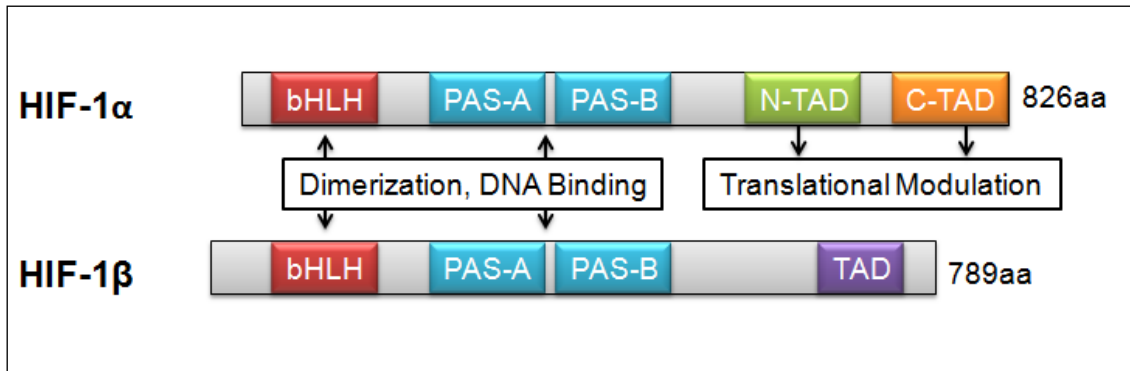 HIF-1α bHLH PAS-A PAS-B N-TAD C-TAD 826aa
Dimerization, DNA Binding Translational Modulation
HIF-1β bHLH PAS-A PAS-B TAD 789aa